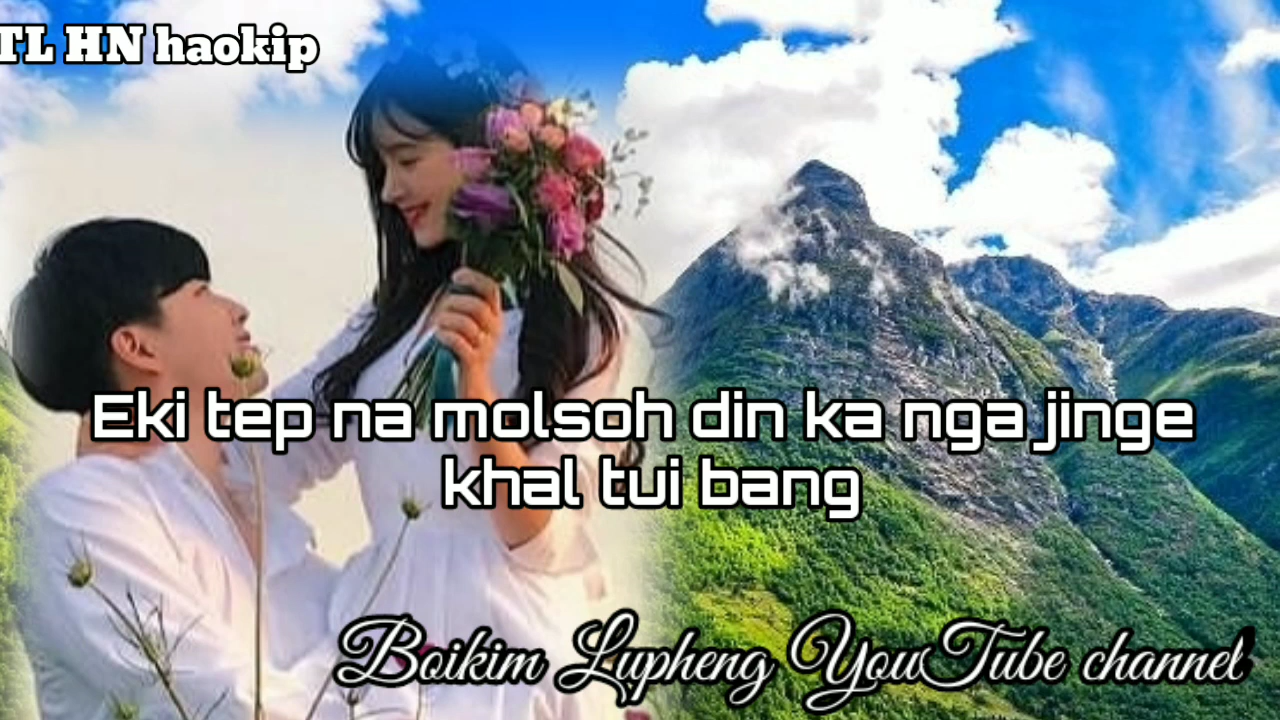 TL HN haokip
Eki tep na molsoh din ka nga jinge
khal tui bang
Boikim Lupheng YouTube channel